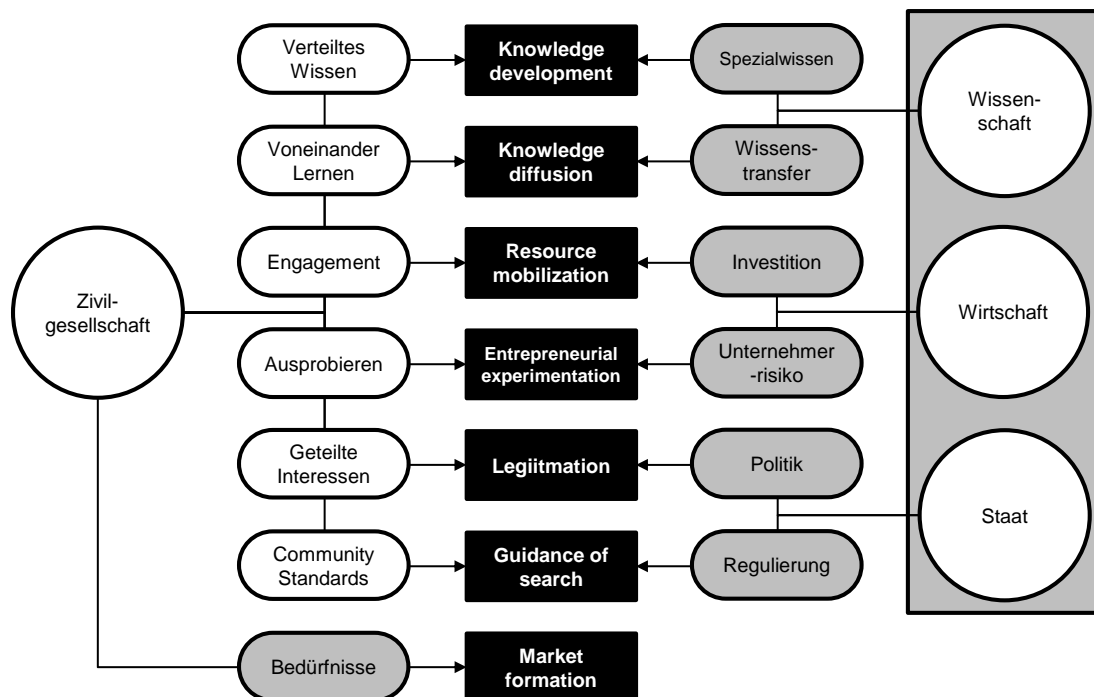 Verteiltes
Wissen
Knowledge
development
Spezialwissen
Wissen-
schaft
Voneinander
Lernen
Knowledge
diffusion
Wissens-
transfer
Zivil-
gesellschaft
Engagement
Resource
mobilization
Investition
Wirtschaft
Ausprobieren
Entrepreneurial
experimentation
Unternehmer
-risiko
Geteilte
Interessen
Legiitmation
Politik
Staat
Community
Standards
Guidance of
search
Regulierung
Bedürfnisse
Market
formation